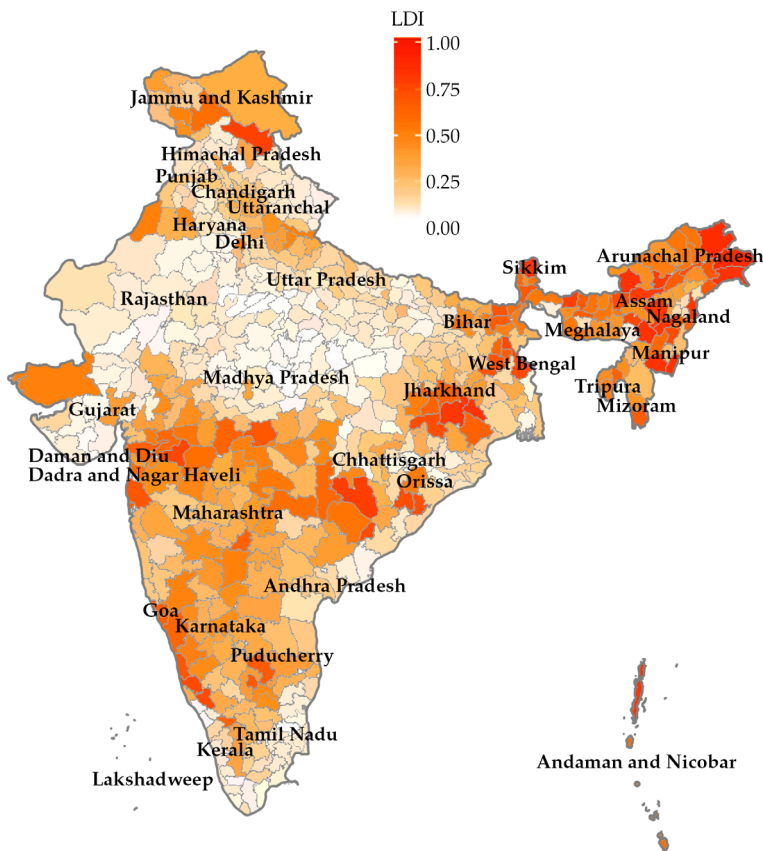 LDI
1.00
0.75
0.50
0.25
0.00
Jammu and Kashmir
Himachal Pradesh
Punjab
Chandigarh
Uttaranchal
Haryana
Delhi
Uttar Pradesh
Rajasthan
Sikkim
Arunachal Pradesh
Assam
Nagaland
Bihar
Meghalaya
Manipur
West Bengal
Madhya Pradesh
Jharkhand
Tripura
Mizoram
Gujarat
Daman and Diu
Dadra and Nagar Haveli
Chhattisgarh
Orissa
Maharashtra
Andhra Pradesh
Goa
Karnataka
Puducherry
Tamil Nadu
Kerala
Lakshadweep
Andaman and Nicobar